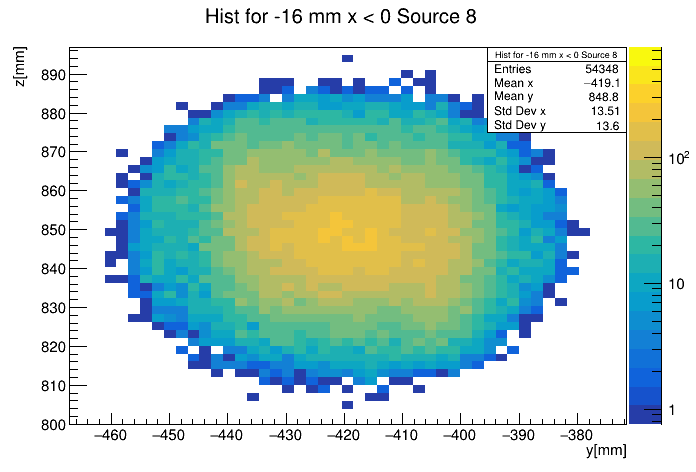 Hist for -16 mm x < 0 Source 8
z[mm]
Hist for -16 mm x < 0 Source 8
Entries 54348
Mean x −419.1
Mean y 848.8
Std Dev x 13.51
Std Dev y 13.6
890
880
870
860
850
840
830
820
810
800
−460 −450 −440 −430 −420 −410 −400 −390 −380
y[mm]
10²
10
1